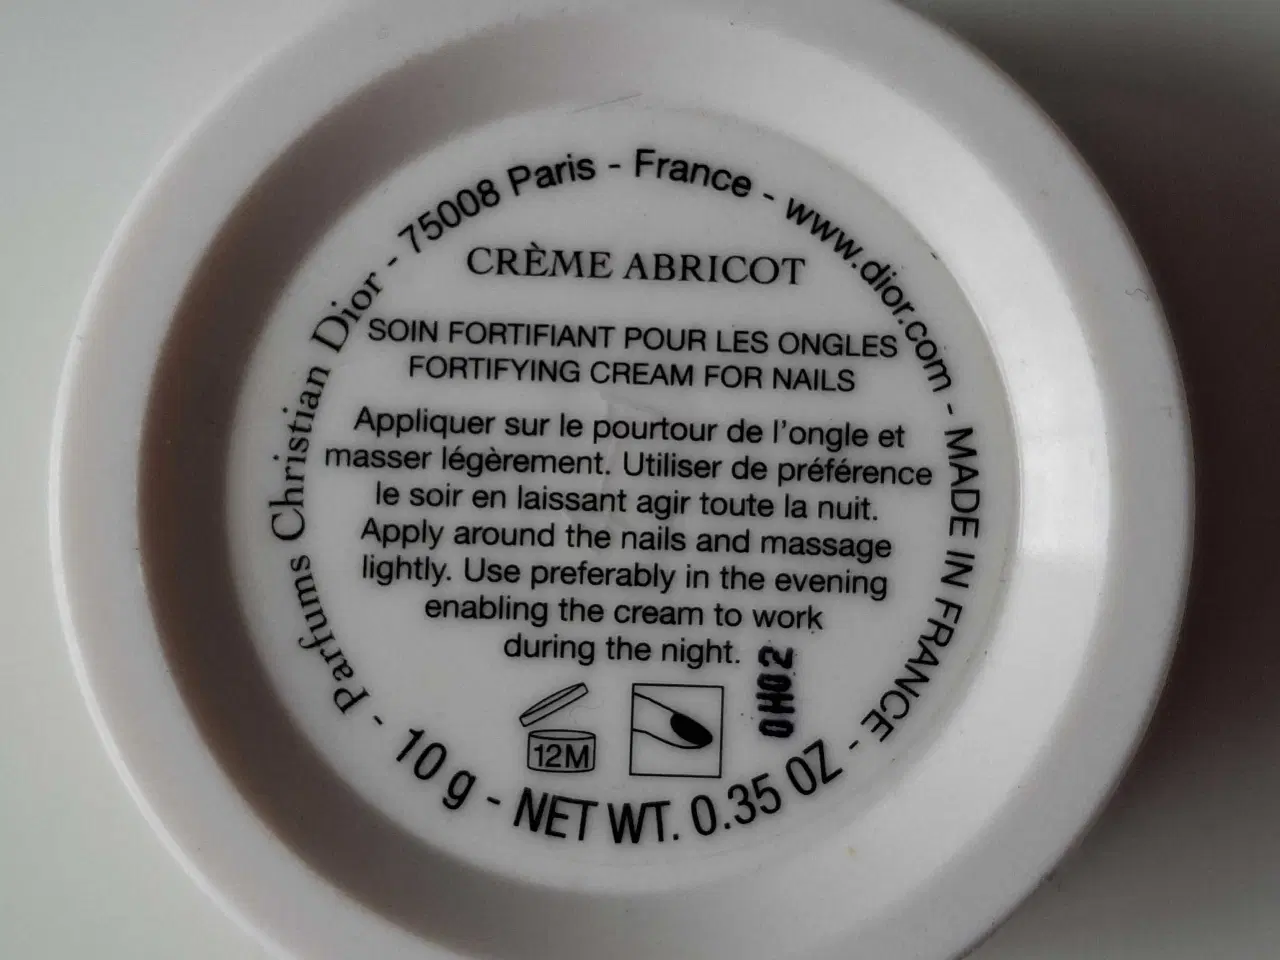 Parfums Christian Dior - 75008 Paris - France - www.dior.com - MADE IN FRANCE -
CRÈME ABRICOT
SOIN FORTIFIANT POUR LES ONGLES
FORTIFYING CREAM FOR NAILS
Appliquer sur le pourtour de l'ongle et
masser légèrement. Utiliser de préférence
le soir en laissant agir toute la nuit.
Apply around the nails and massage
lightly. Use preferably in the evening
enabling the cream to work
during the night.
12M
0H02
10 g - NET WT. 0.35 OZ -